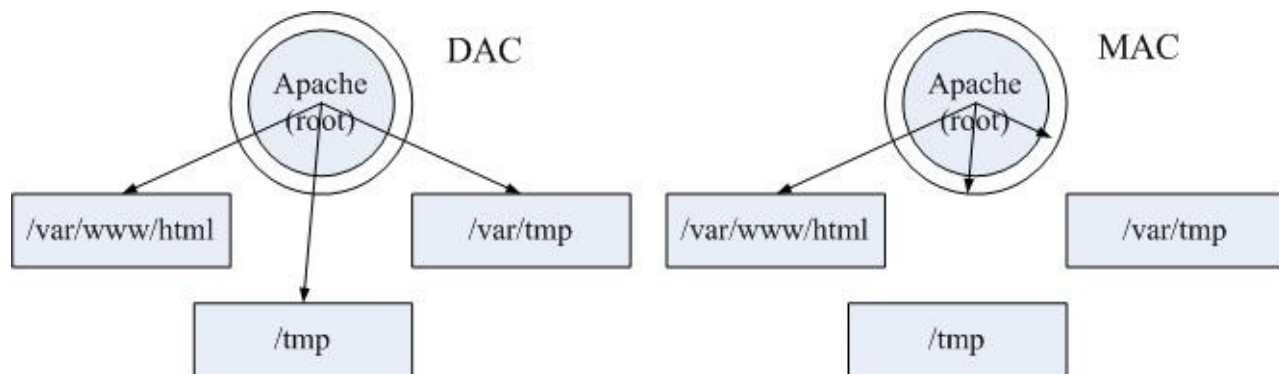 DAC
Apache
(root)
/var/www/html
/var/tmp
/tmp
MAC
Apache
(root)
/var/www/html
/var/tmp
/tmp